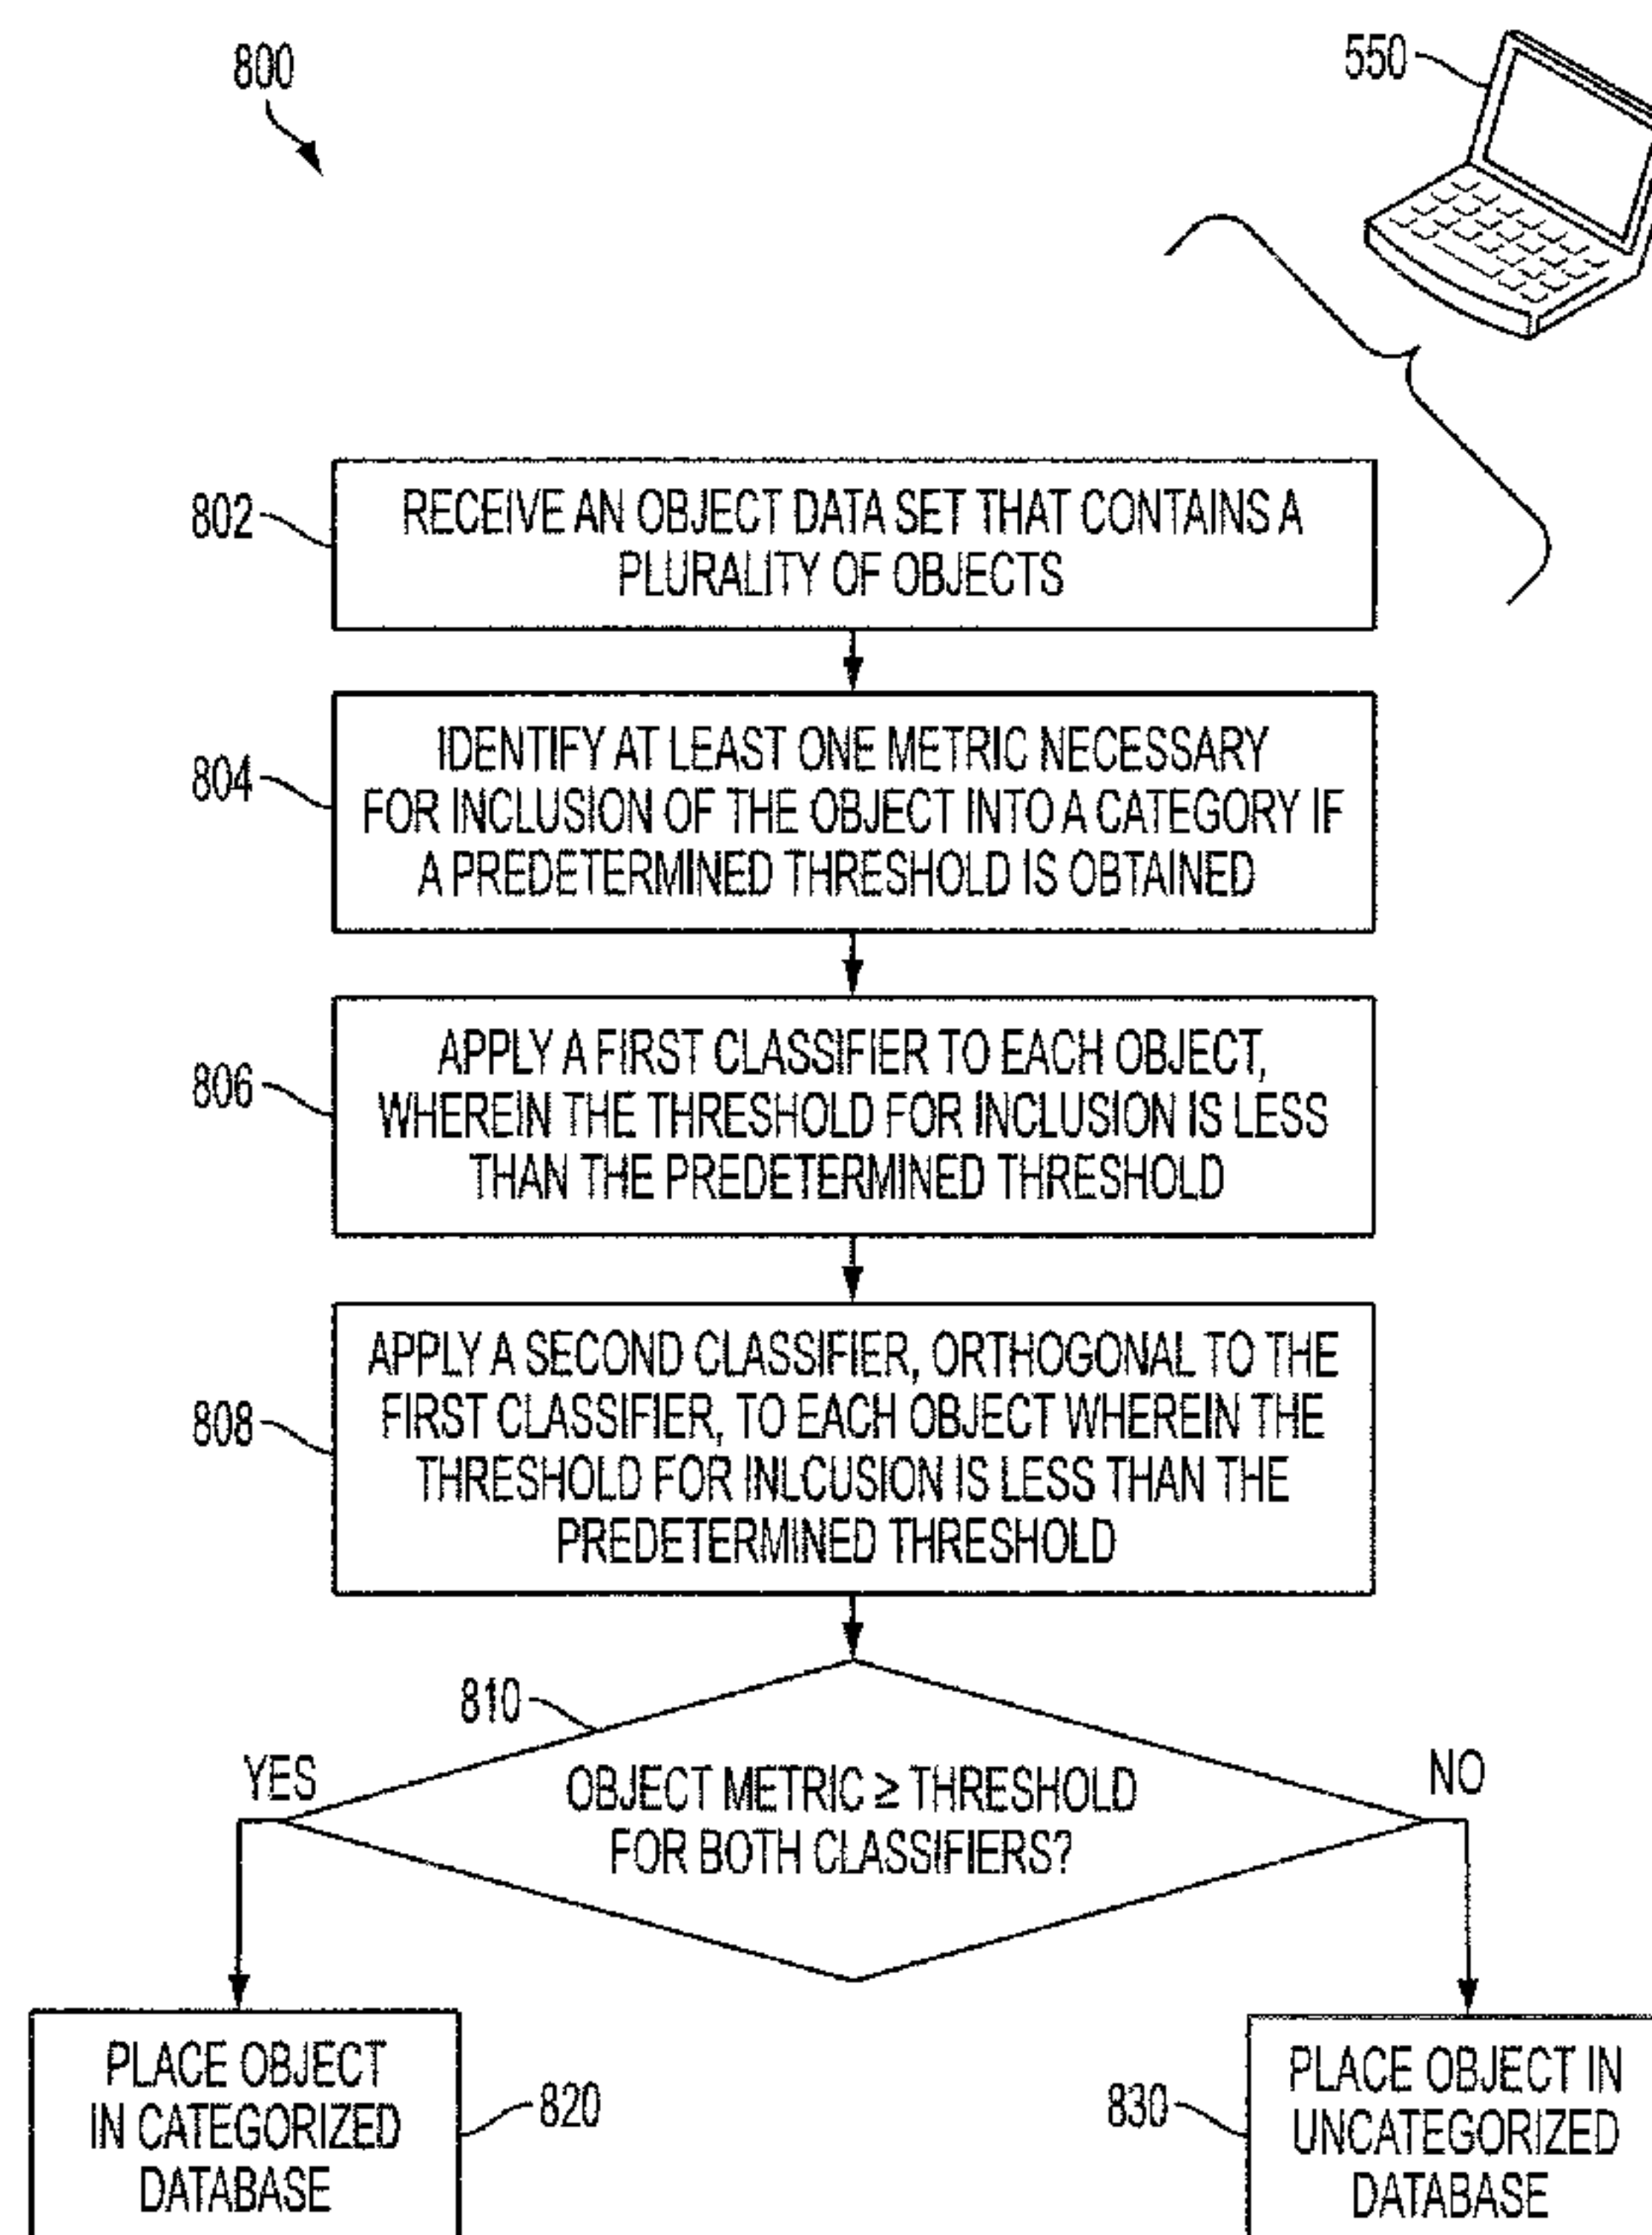 800
550
802
RECEIVE AN OBJECT DATA SET THAT CONTAINS A
PLURALITY OF OBJECTS
804
IDENTIFY AT LEAST ONE METRIC NECESSARY
FOR INCLUSION OF THE OBJECT INTO A CATEGORY IF
A PREDETERMINED THRESHOLD IS OBTAINED
806
APPLY A FIRST CLASSIFIER TO EACH OBJECT,
WHEREIN THE THRESHOLD FOR INCLUSION IS LESS
THAN THE PREDETERMINED THRESHOLD
808
APPLY A SECOND CLASSIFIER, ORTHOGONAL TO THE
FIRST CLASSIFIER, TO EACH OBJECT WHEREIN THE
THRESHOLD FOR INLCUSION IS LESS THAN THE
PREDETERMINED THRESHOLD
810
YES
OBJECT METRIC ≥ THRESHOLD
FOR BOTH CLASSIFIERS?
NO
PLACE OBJECT
IN CATEGORIZED
DATABASE
820
830
PLACE OBJECT IN
UNCATEGORIZED
DATABASE